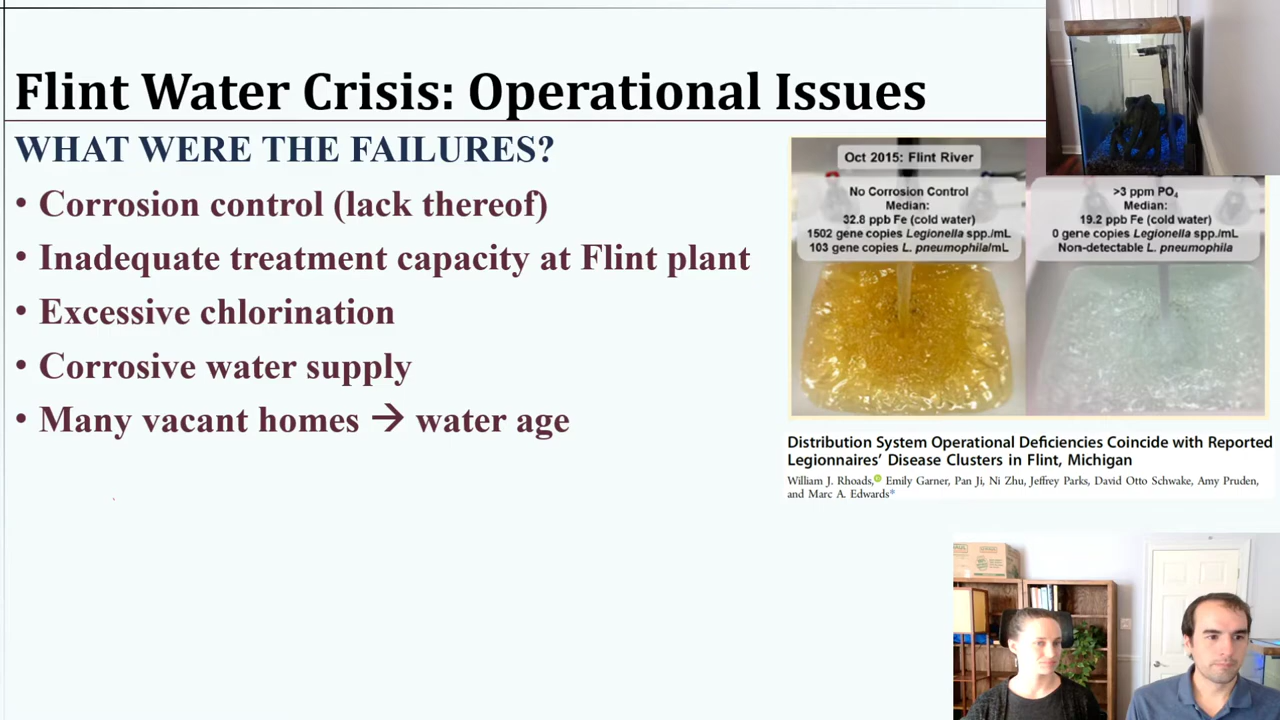 Flint Water Crisis: Operational Issues
WHAT WERE THE FAILURES?
• Corrosion control (lack thereof)
• Inadequate treatment capacity at Flint plant
• Excessive chlorination
• Corrosive water supply
• Many vacant homes → water age
Oct 2015: Flint River
No Corrosion Control
Median:
32.8 ppb Fe (cold water)
1502 gene copies Legionella spp./mL
103 gene copies L. pneumophila/mL
>3 ppm PO₄
Median:
19.2 ppb Fe (cold water)
0 gene copies Legionella spp./mL
Non-detectable L. pneumophila
Distribution System Operational Deficiencies Coincide with Reported
Legionnaires’ Disease Clusters in Flint, Michigan
William J. Rhoads, Emily Garner, Pan Ji, Ni Zhu, Jeffrey Parks, David Otto Schwake, Amy Pruden,
and Marc A. Edwards*